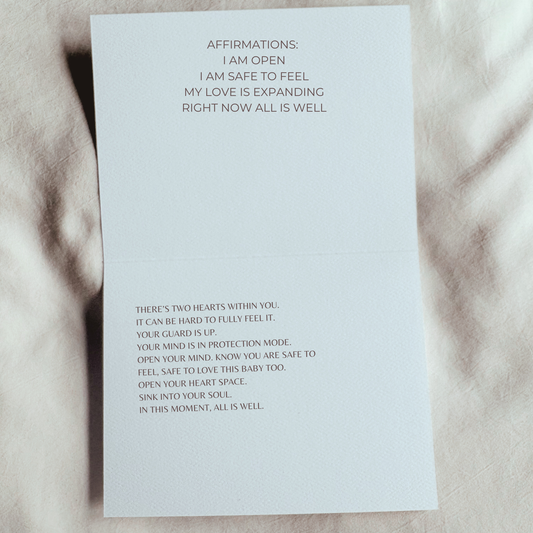 AFFIRMATIONS:
I AM OPEN
I AM SAFE TO FEEL
MY LOVE IS EXPANDING
RIGHT NOW ALL IS WELL
THERE'S TWO HEARTS WITHIN YOU.
IT CAN BE HARD TO FULLY FEEL IT.
YOUR GUARD IS UP.
YOUR MIND IS IN PROTECTION MODE.
OPEN YOUR MIND. KNOW YOU ARE SAFE TO
FEEL, SAFE TO LOVE THIS BABY TOO.
OPEN YOUR HEART SPACE.
SINK INTO YOUR SOUL.
IN THIS MOMENT, ALL IS WELL.